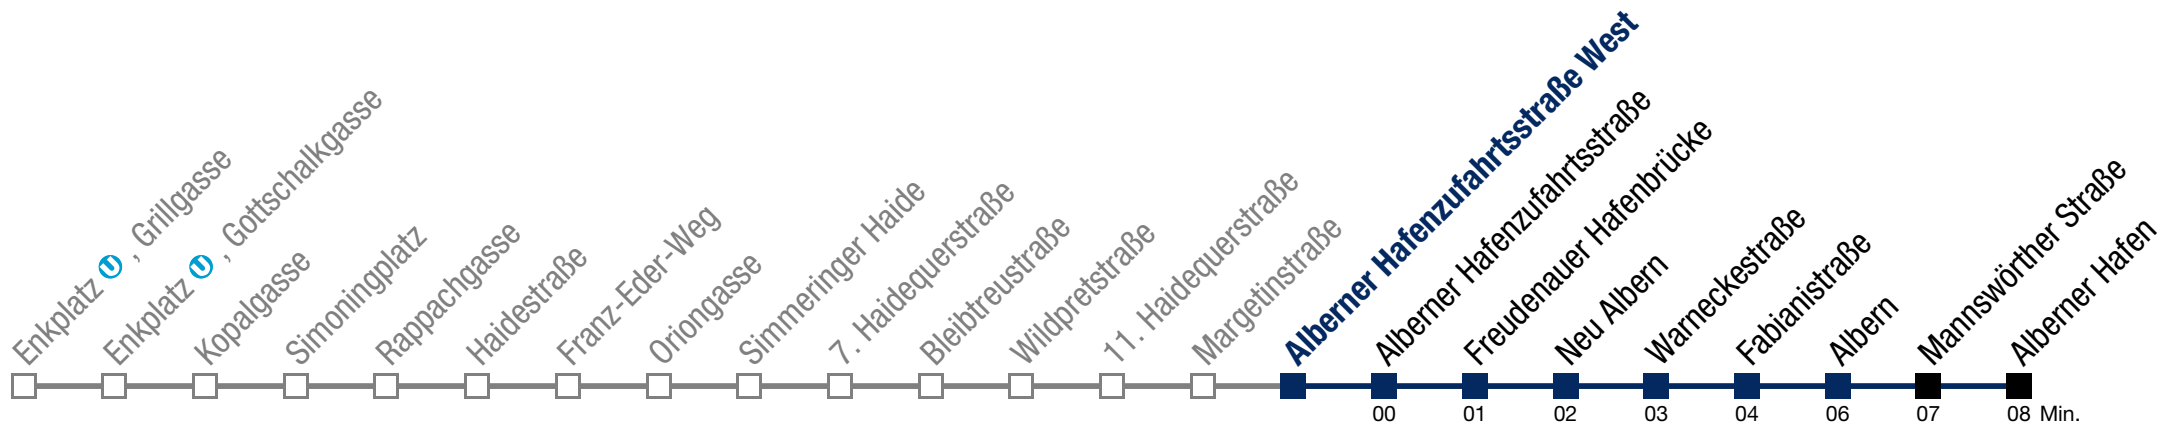 Enkplatz U, Grillgasse
Enkplatz U, Gottschalkgasse
Kopalgasse
Simoningplatz
Rappachgasse
Haidestraße
Franz-Eder-Weg
Oriongasse
Simmeringer Haide
7. Haidequerstraße
Bleibtreustraße
Wildpretstraße
11. Haidequerstraße
Margetinstraße
Alberner Hafenzufahrtsstraße West
Alberner Hafenzufahrtsstraße
Freudenauer Hafenbrücke
Neu Albern
Warneckestraße
Fabianistraße
Albern
Mannswörther Straße
Alberner Hafen
00 01 02 03 04 06 07 08 Min.